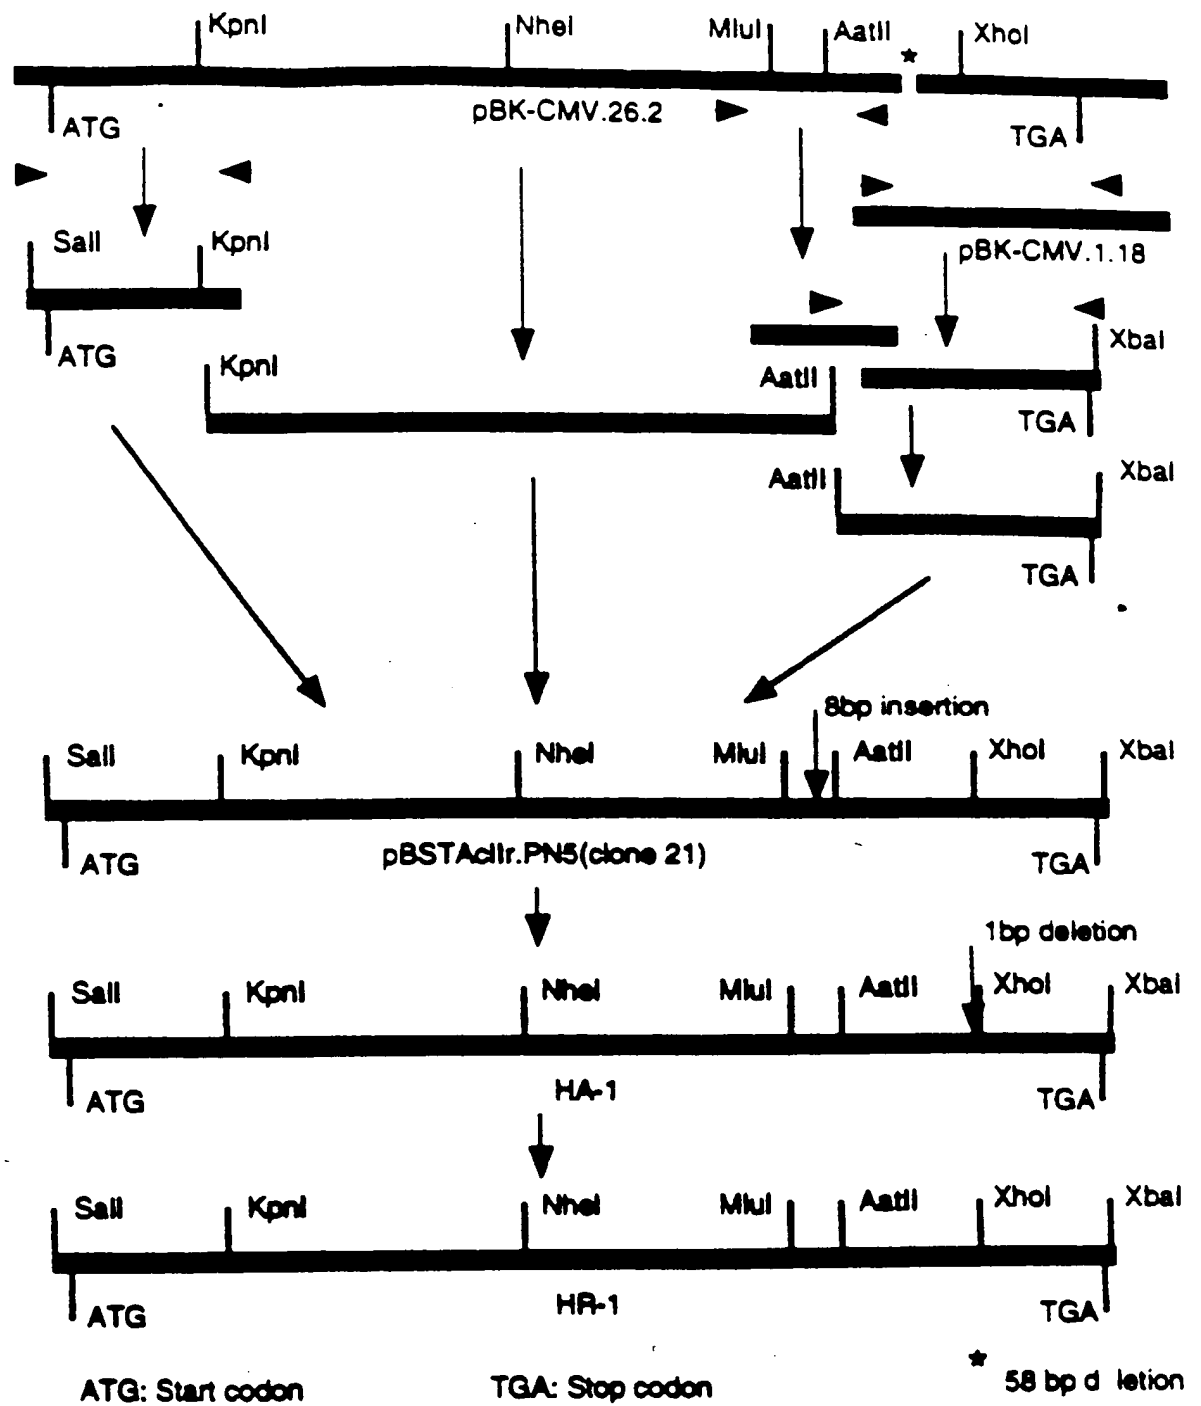 KpnI NheI MluI AatII * XhoI
ATG pBK-CMV.26.2 TGA
SalI KpnI pBK-CMV.1.18
ATG KpnI AatII XbaI
TGA
AatII XbaI
TGA
8bp insertion
SalI KpnI NheI MluI AatII XhoI XbaI
ATG pBSTAcIIr.PN5(clone 21) TGA
1bp deletion
SalI KpnI NheI MluI AatII XhoI XbaI
ATG HA-1 TGA
SalI KpnI NheI MluI AatII XhoI XbaI
ATG HR-1 TGA
ATG: Start codon TGA: Stop codon * 58 bp d letion